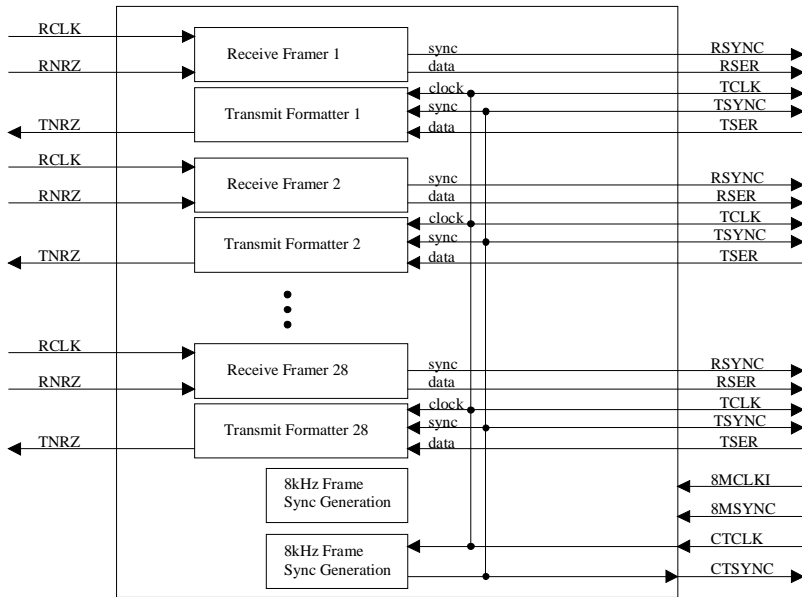 RCLK
Receive Framer 1
sync
RSYNC
RNRZ
data
RSER
clock
TCLK
Transmit Formatter 1
sync
TSYNC
TNRZ
data
TSER
RCLK
Receive Framer 2
sync
RSYNC
RNRZ
data
RSER
clock
TCLK
Transmit Formatter 2
sync
TSYNC
TNRZ
data
TSER
RCLK
Receive Framer 28
sync
RSYNC
RNRZ
data
RSER
clock
TCLK
Transmit Formatter 28
sync
TSYNC
TNRZ
data
TSER
8kHz Frame
Sync Generation
8MCLKI
8MSYNC
8kHz Frame
Sync Generation
CTCLK
CTSYNC